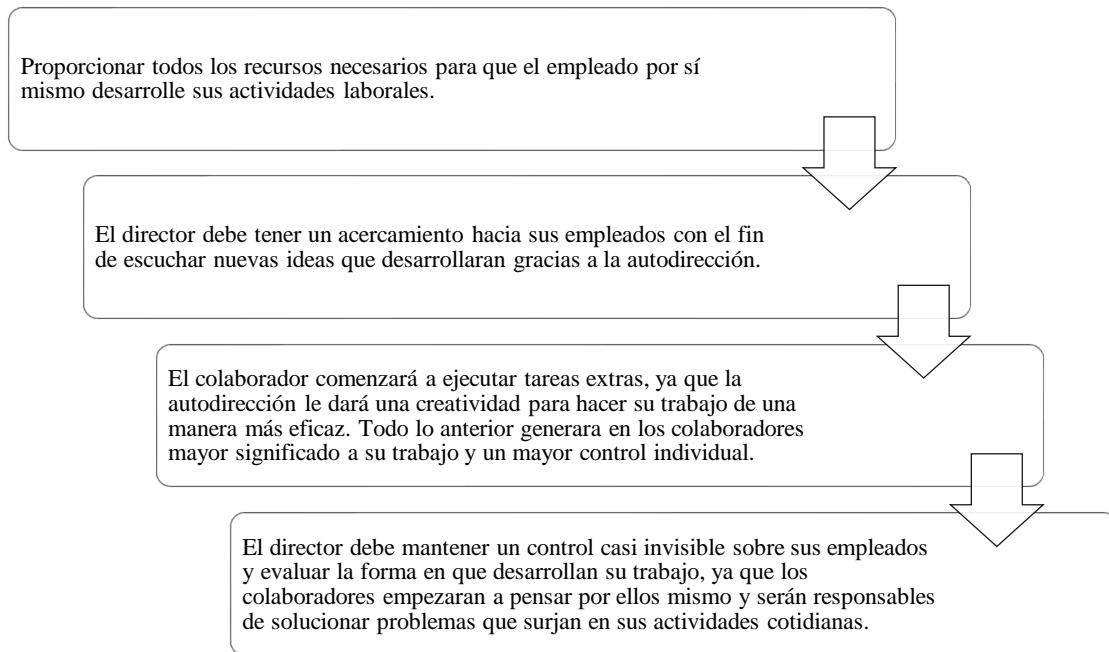 Proporcionar todos los recursos necesarios para que el empleado por sí
mismo desarrolle sus actividades laborales.
El director debe tener un acercamiento hacia sus empleados con el fin
de escuchar nuevas ideas que desarrollaran gracias a la autodirección.
El colaborador comenzará a ejecutar tareas extras, ya que la
autodirección le dará una creatividad para hacer su trabajo de una
manera más eficaz. Todo lo anterior generara en los colaboradores
mayor significado a su trabajo y un mayor control individual.
El director debe mantener un control casi invisible sobre sus empleados
y evaluar la forma en que desarrollan su trabajo, ya que los
colaboradores empezaran a pensar por ellos mismo y serán responsables
de solucionar problemas que surjan en sus actividades cotidianas.